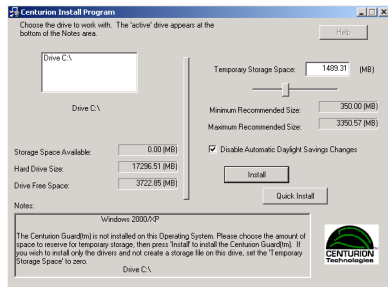 Centurion Install Program
Choose the drive to work with. The 'active' drive appears at the
bottom of the Notes area.
Help
Drive C:\
Temporary Storage Space:
1489.31
(MB)
Drive C:\
Minimum Recommended Size:
350.00 (MB)
Maximum Recommended Size:
3350.57 (MB)
Storage Space Available:
0.00 (MB)
Disable Automatic Daylight Savings Changes
Hard Drive Size:
17296.51 (MB)
Install
Drive Free Space:
3722.85 (MB)
Quick Install
Notes:
Windows 2000/XP
The Centurion Guard(tm) is not installed on this Operating System. Please choose the amount of
space to reserve for temporary storage, then press 'Install' to install the Centurion Guard(tm). If
you wish to install only the drivers and not create a storage file on this drive, set the 'Temporary
Storage Space' to zero.
Drive C:\
CENTURION
Technologies